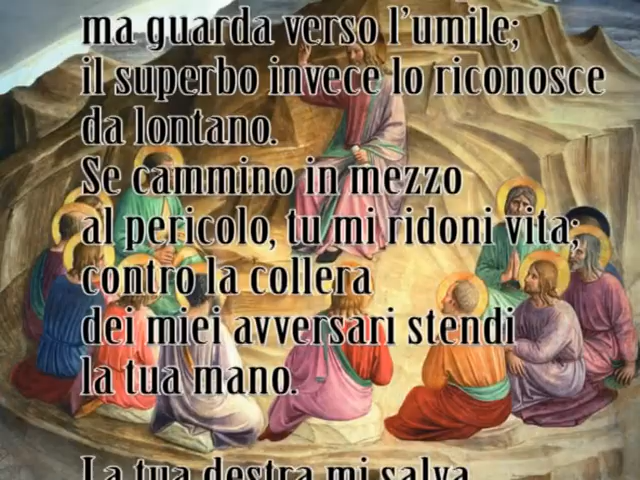 ma guarda verso l'umile;
il superbo invece lo riconosce
da lontano.
Se cammino in mezzo
al pericolo, tu mi ridoni vita;
contro la collera
dei miei avversari stendi
la tua mano.
La tua destra mi salva